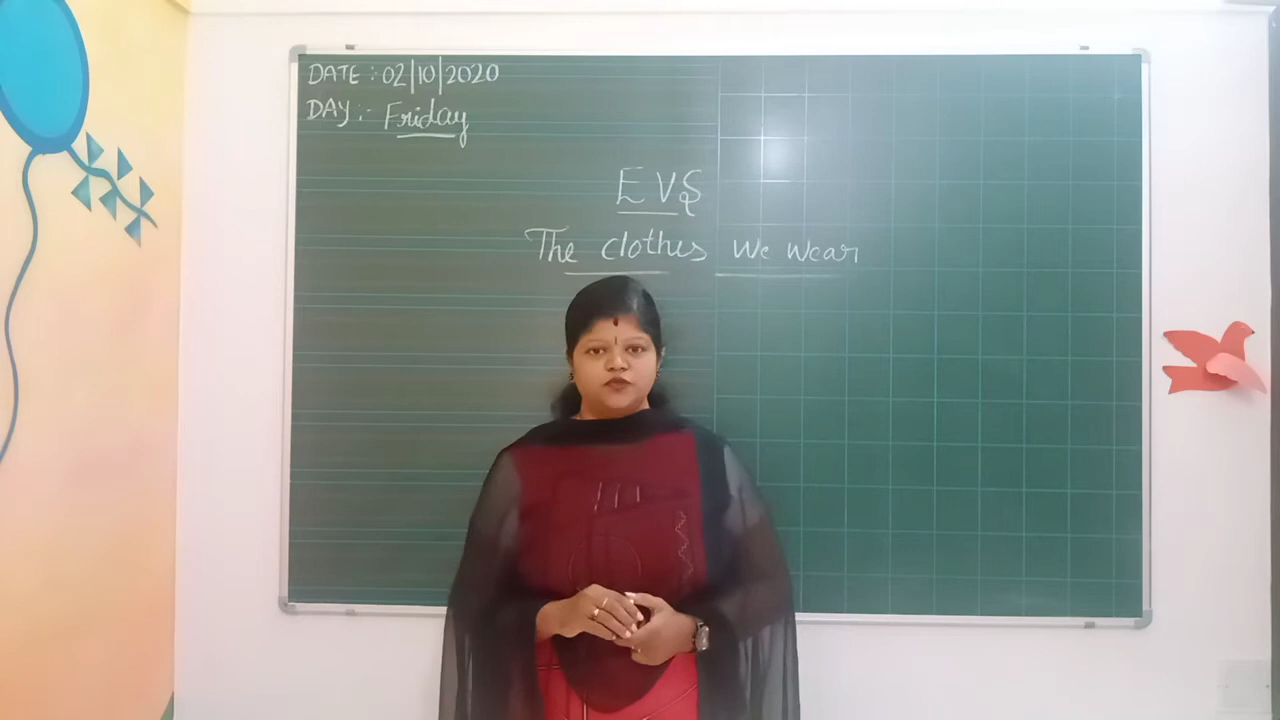 DATE :- 02/10/2020
DAY :- Friday
EVS
The clothes we wear